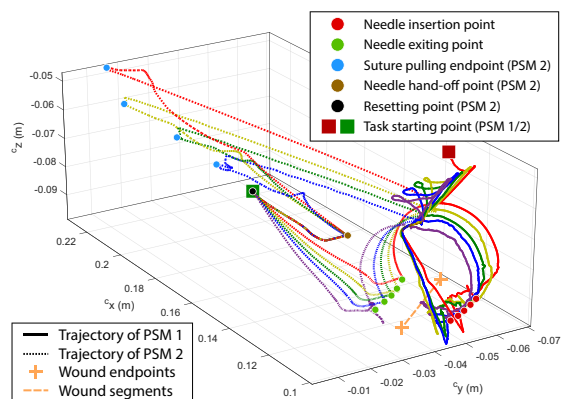 Needle insertion point
Needle exiting point
Suture pulling endpoint (PSM 2)
Needle hand-off point (PSM 2)
Resetting point (PSM 2)
Task starting point (PSM 1/2)
-0.05
-0.06
-0.07
-0.08
-0.09
c z (m)
0.22
0.2
0.18
0.16
0.14
0.12
0.1
c x (m)
-0.01
-0.02
-0.03
-0.04
-0.05
-0.06
-0.07
c y (m)
Trajectory of PSM 1
Trajectory of PSM 2
Wound endpoints
Wound segments